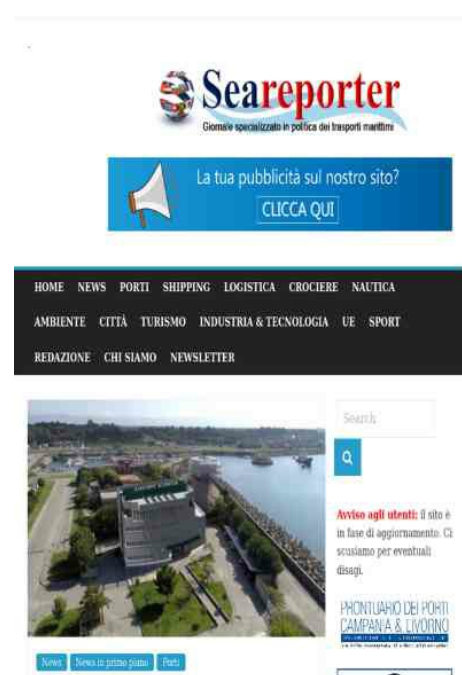 Seareporter
Giornale specializzato in politica dei trasporti marittimi
La tua pubblicità sul nostro sito?
CLICCA QUI
HOME NEWS PORTI SHIPPING LOGISTICA CROCIERE NAUTICA
AMBIENTE CITTÀ TURISMO INDUSTRIA & TECNOLOGIA UE SPORT
REDAZIONE CHI SIAMO NEWSLETTER
Search
Avviso agli utenti: il sito è
in fase di aggiornamento. Ci
scusiamo per eventuali
disagi.
PRONTUARIO DEI PORTI
CAMPANIA & LIVORNO
News News in primo piano Porti